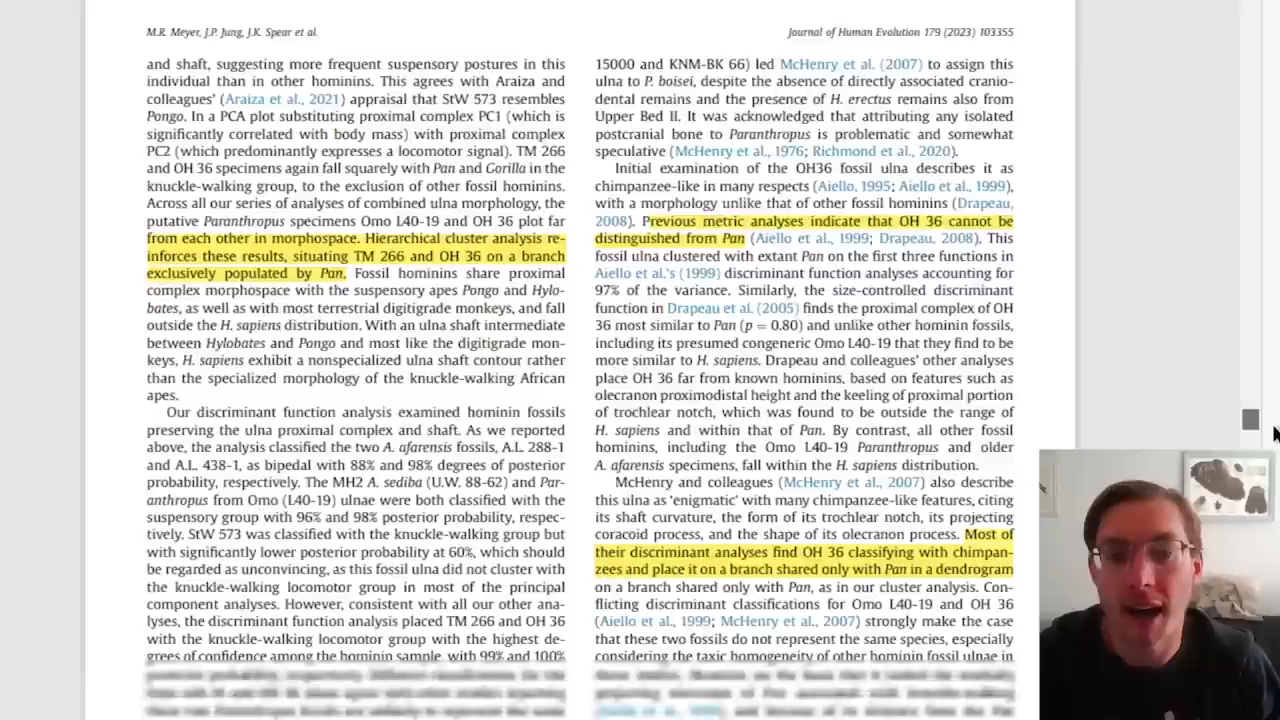 M.R. Meyer, J.P. Jung, J.K. Spear et al.
Journal of Human Evolution 179 (2023) 103355
and shaft, suggesting more frequent suspensory postures in this
individual than in other hominins. This agrees with Araiza and
colleagues' (Araiza et al., 2021) appraisal that StW 573 resembles
Pongo. In a PCA plot substituting proximal complex PC1 (which is
significantly correlated with body mass) with proximal complex
PC2 (which predominantly expresses a locomotor signal). TM 266
and OH 36 specimens again fall squarely with Pan and Gorilla in the
knuckle-walking group, to the exclusion of other fossil hominins.
Across all our series of analyses of combined ulna morphology, the
putative Paranthropus specimens Omo L40-19 and OH 36 plot far
from each other in morphospace. Hierarchical cluster analysis re-
inforces these results, situating TM 266 and OH 36 on a branch
exclusively populated by Pan. Fossil hominins share proximal
complex morphospace with the suspensory apes Pongo and Hylo-
bates, as well as with most terrestrial digitigrade monkeys, and fall
outside the H. sapiens distribution. With an ulna shaft intermediate
between Hylobates and Pongo and most like the digitigrade mon-
keys, H. sapiens exhibit a nonspecialized ulna shaft contour rather
than the specialized morphology of the knuckle-walking African
apes.
Our discriminant function analysis examined hominin fossils
preserving the ulna proximal complex and shaft. As we reported
above, the analysis classified the two A. afarensis fossils, A.L. 288-1
and A.L. 438-1, as bipedal with 88% and 98% degrees of posterior
probability, respectively. The MH2 A. sediba (U.W. 88-62) and Par-
anthropus from Omo (L40-19) ulnae were both classified with the
suspensory group with 96% and 98% posterior probability, respec-
tively. StW 573 was classified with the knuckle-walking group but
with significantly lower posterior probability at 60%, which should
be regarded as unconvincing, as this fossil ulna did not cluster with
the knuckle-walking locomotor group in most of the principal
component analyses. However, consistent with all our other ana-
lyses, the discriminant function analysis placed TM 266 and OH 36
with the knuckle-walking locomotor group with the highest de-
grees of confidence among the hominin sample, with 99% and 100%
15000 and KNM-BK 66) led McHenry et al. (2007) to assign this
ulna to P. boisei, despite the absence of directly associated cranio-
dental remains and the presence of H. erectus remains also from
Upper Bed II. It was acknowledged that attributing any isolated
postcranial bone to Paranthropus is problematic and somewhat
speculative (McHenry et al., 1976; Richmond et al., 2020).
Initial examination of the OH36 fossil ulna describes it as
chimpanzee-like in many respects (Aiello, 1995; Aiello et al., 1999),
with a morphology unlike that of other fossil hominins (Drapeau,
2008). Previous metric analyses indicate that OH 36 cannot be
distinguished from Pan (Aiello et al., 1999; Drapeau, 2008). This
fossil ulna clustered with extant Pan on the first three functions in
Aiello et al.'s (1999) discriminant function analyses accounting for
97% of the variance. Similarly, the size-controlled discriminant
function in Drapeau et al. (2005) finds the proximal complex of OH
36 most similar to Pan (p = 0.80) and unlike other hominin fossils,
including its presumed congeneric Omo L40-19 that they find to be
more similar to H. sapiens. Drapeau and colleagues' other analyses
place OH 36 far from known hominins, based on features such as
olecranon proximodistal height and the keeling of proximal portion
of trochlear notch, which was found to be outside the range of
H. sapiens and within that of Pan. By contrast, all other fossil
hominins, including the Omo L40-19 Paranthropus and older
A. afarensis specimens, fall within the H. sapiens distribution.
McHenry and colleagues (McHenry et al., 2007) also describe
this ulna as 'enigmatic' with many chimpanzee-like features, citing
its shaft curvature, the form of its trochlear notch, its projecting
coracoid process, and the shape of its olecranon process. Most of
their discriminant analyses find OH 36 classifying with chimpan-
zees and place it on a branch shared only with Pan in a dendrogram
on a branch shared only with Pan, as in our cluster analysis. Con-
flicting discriminant classifications for Omo L40-19 and OH 36
(Aiello et al., 1999; McHenry et al., 2007) strongly make the case
that these two fossils do not represent the same species, especially
considering the taxic homogeneity of other hominin fossil ulnae in